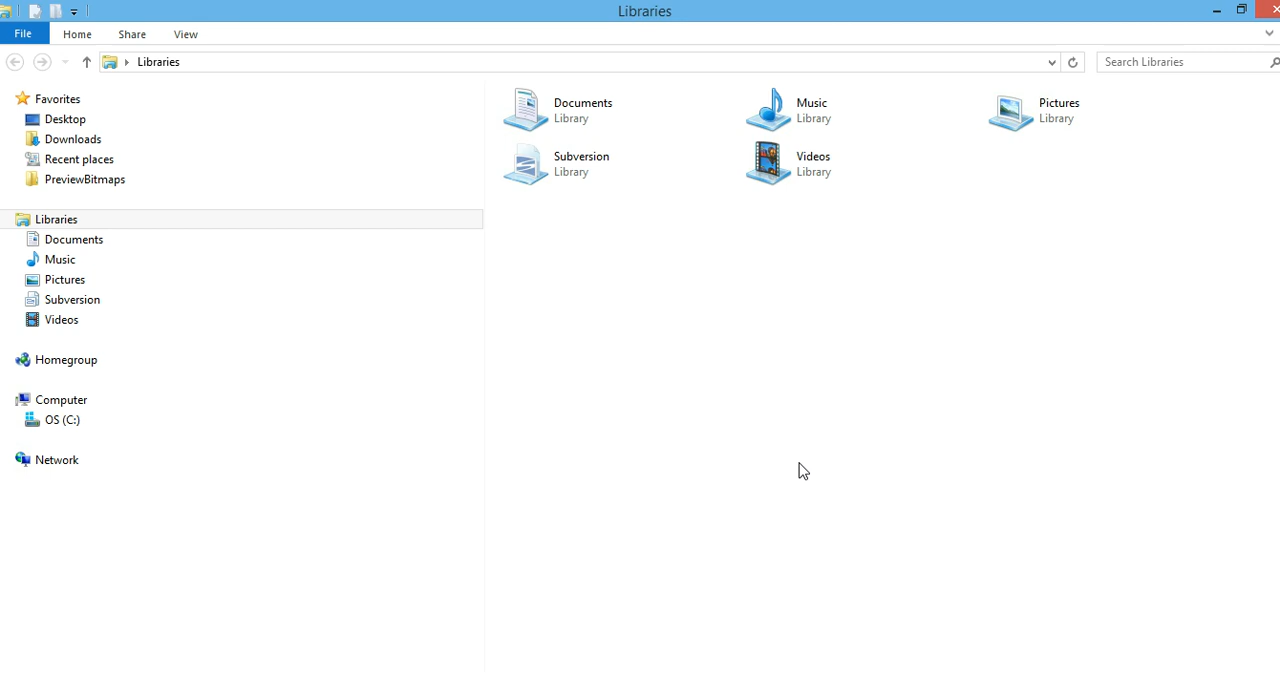 Libraries
File Home Share View
Libraries
Search Libraries
Favorites
Desktop
Downloads
Recent places
PreviewBitmaps
Libraries
Documents
Music
Pictures
Subversion
Videos
Homegroup
Computer
OS (C:)
Network
Documents
Library
Music
Library
Pictures
Library
Subversion
Library
Videos
Library